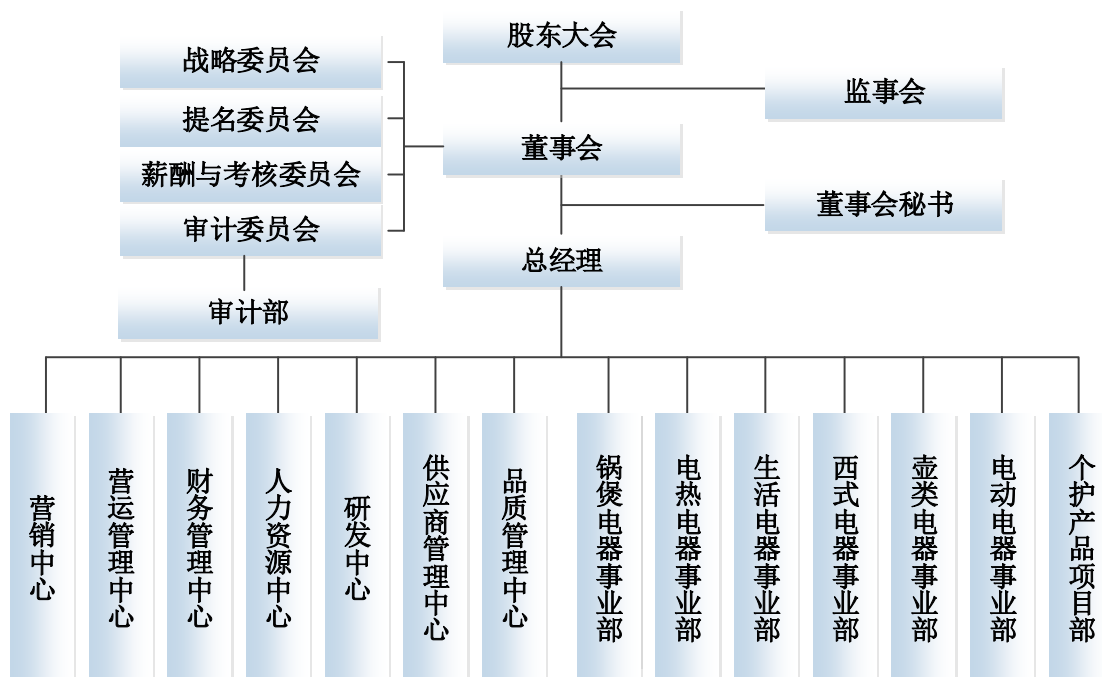 股东大会
战略委员会
监事会
提名委员会
董事会
薪酬与考核委员会
董事会秘书
审计委员会
总经理
审计部
营销中心
营运管理中心
财务管理中心
人力资源中心
研发中心
供应商管理中心
品质管理中心
锅煲电器事业部
电热电器事业部
生活电器事业部
西式电器事业部
壶类电器事业部
电动电器事业部
个护产品项目部